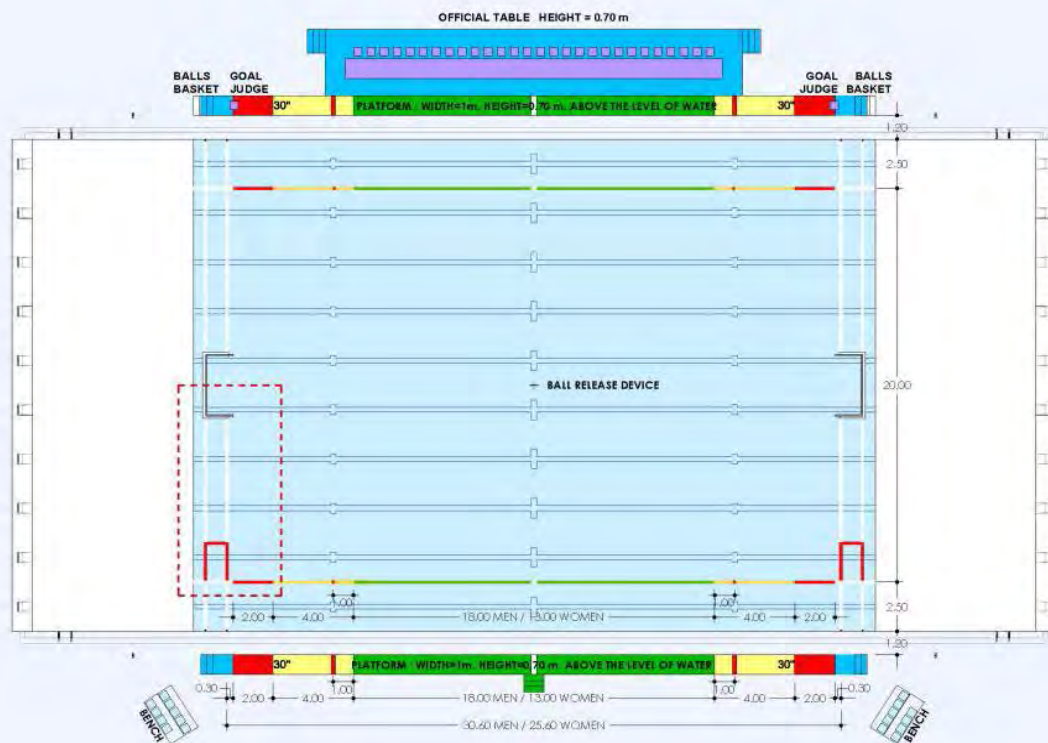 OFFICIAL TABLE HEIGHT = 0.70 m
BALLS BASKET
GOAL JUDGE
GOAL JUDGE
BALLS BASKET
30"
PLATFORM : WIDTH=1m. HEIGHT=0.70 m. ABOVE THE LEVEL OF WATER
30"
1.20
2.50
BALL RELEASE DEVICE
20.00
1.00
1.00
2.00
4.00
18.00 MEN / 13.00 WOMEN
4.00
2.00
2.50
1.20
30"
PLATFORM : WIDTH=1m. HEIGHT=0.70 m. ABOVE THE LEVEL OF WATER
30"
0.30
2.00
4.00
1.00
18.00 MEN / 13.00 WOMEN
1.00
4.00
2.00
0.30
BENCH
30.60 MEN / 25.60 WOMEN
BENCH